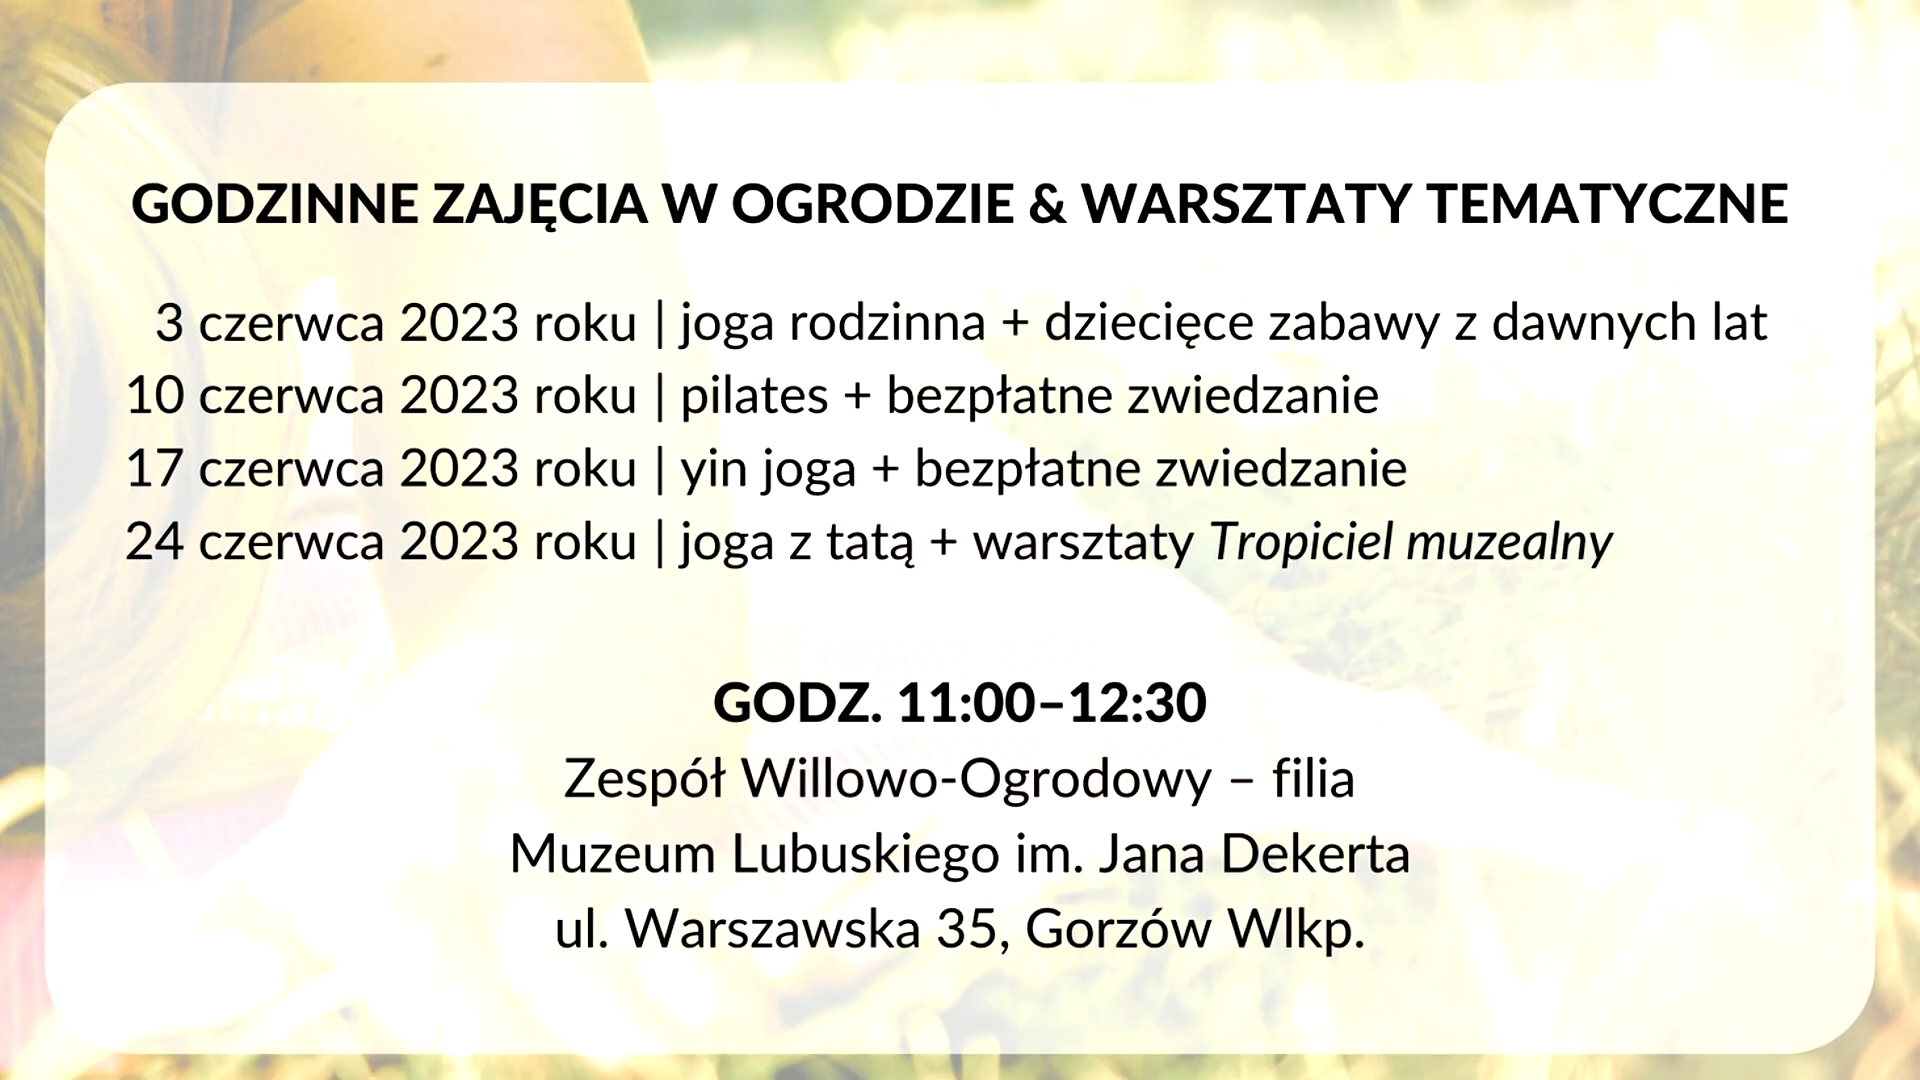 GODZINNE ZAJĘCIA W OGRODZIE & WARSZTATY TEMATYCZNE
3 czerwca 2023 roku | joga rodzinna + dziecięce zabawy z dawnych lat
10 czerwca 2023 roku | pilates + bezpłatne zwiedzanie
17 czerwca 2023 roku | yin joga + bezpłatne zwiedzanie
24 czerwca 2023 roku | joga z tatą + warsztaty Tropiciel muzealny
GODZ. 11:00–12:30
Zespół Willowo-Ogrodowy – filia
Muzeum Lubuskiego im. Jana Dekerta
ul. Warszawska 35, Gorzów Wlkp.